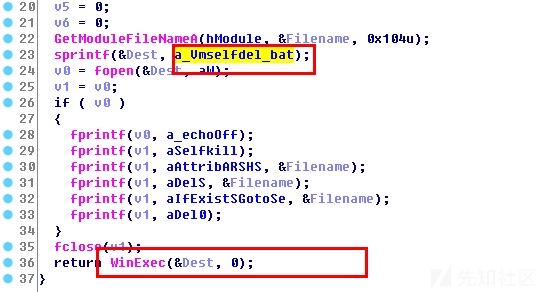 20 v5 = 0;
21 v6 = 0;
22 GetModuleFileNameA(hModule, &Filename, 0x104u);
23 sprintf(&Dest, a_Vmselfdel_bat);
24 v0 = fopen(&Dest, aW);
25 v1 = v0;
26 if ( v0 )
27 {
28 fprintf(v0, a_echoOff);
29 fprintf(v1, aSelfkill);
30 fprintf(v1, aAttribARSHS, &Filename);
31 fprintf(v1, aDelS, &Filename);
32 fprintf(v1, aIfExistSGotoSe, &Filename);
33 fprintf(v1, aDel0);
34 }
35 fclose(v1);
36 return WinExec(&Dest, 0);
37 }
先知社区